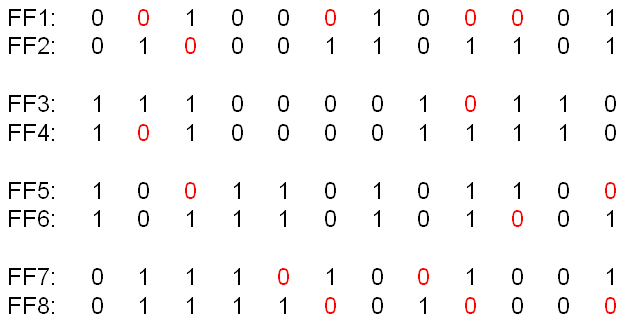 FF1: 0 0 1 0 0 0 1 0 0 0 0 1
FF2: 0 1 0 0 0 1 1 0 1 1 0 1
FF3: 1 1 1 0 0 0 0 1 0 1 1 0
FF4: 1 0 1 0 0 0 0 1 1 1 1 0
FF5: 1 0 0 1 1 0 1 0 1 1 0 0
FF6: 1 0 1 1 1 0 1 0 1 0 0 1
FF7: 0 1 1 1 0 1 0 0 1 0 0 1
FF8: 0 1 1 1 1 0 0 1 0 0 0 0